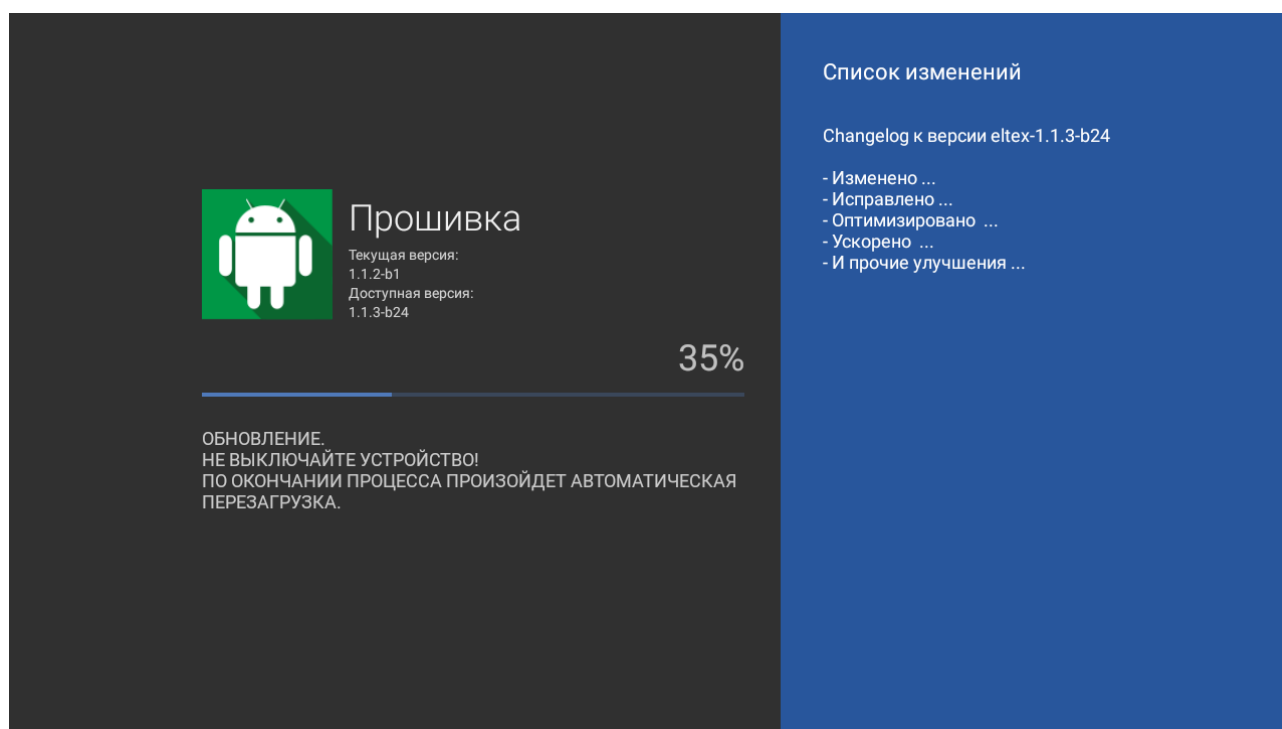 Прошивка
Текущая версия:
1.1.2-b1
Доступная версия:
1.1.3-b24
35%
ОБНОВЛЕНИЕ.
НЕ ВЫКЛЮЧАЙТЕ УСТРОЙСТВО!
ПО ОКОНЧАНИИ ПРОЦЕССА ПРОИЗОЙДЕТ АВТОМАТИЧЕСКАЯ
ПЕРЕЗАГРУЗКА.
Список изменений
Changelog к версии eltex-1.1.3-b24
- Изменено ...
- Исправлено ...
- Оптимизировано  ...
- Ускорено  ...
- И прочие улучшения ...